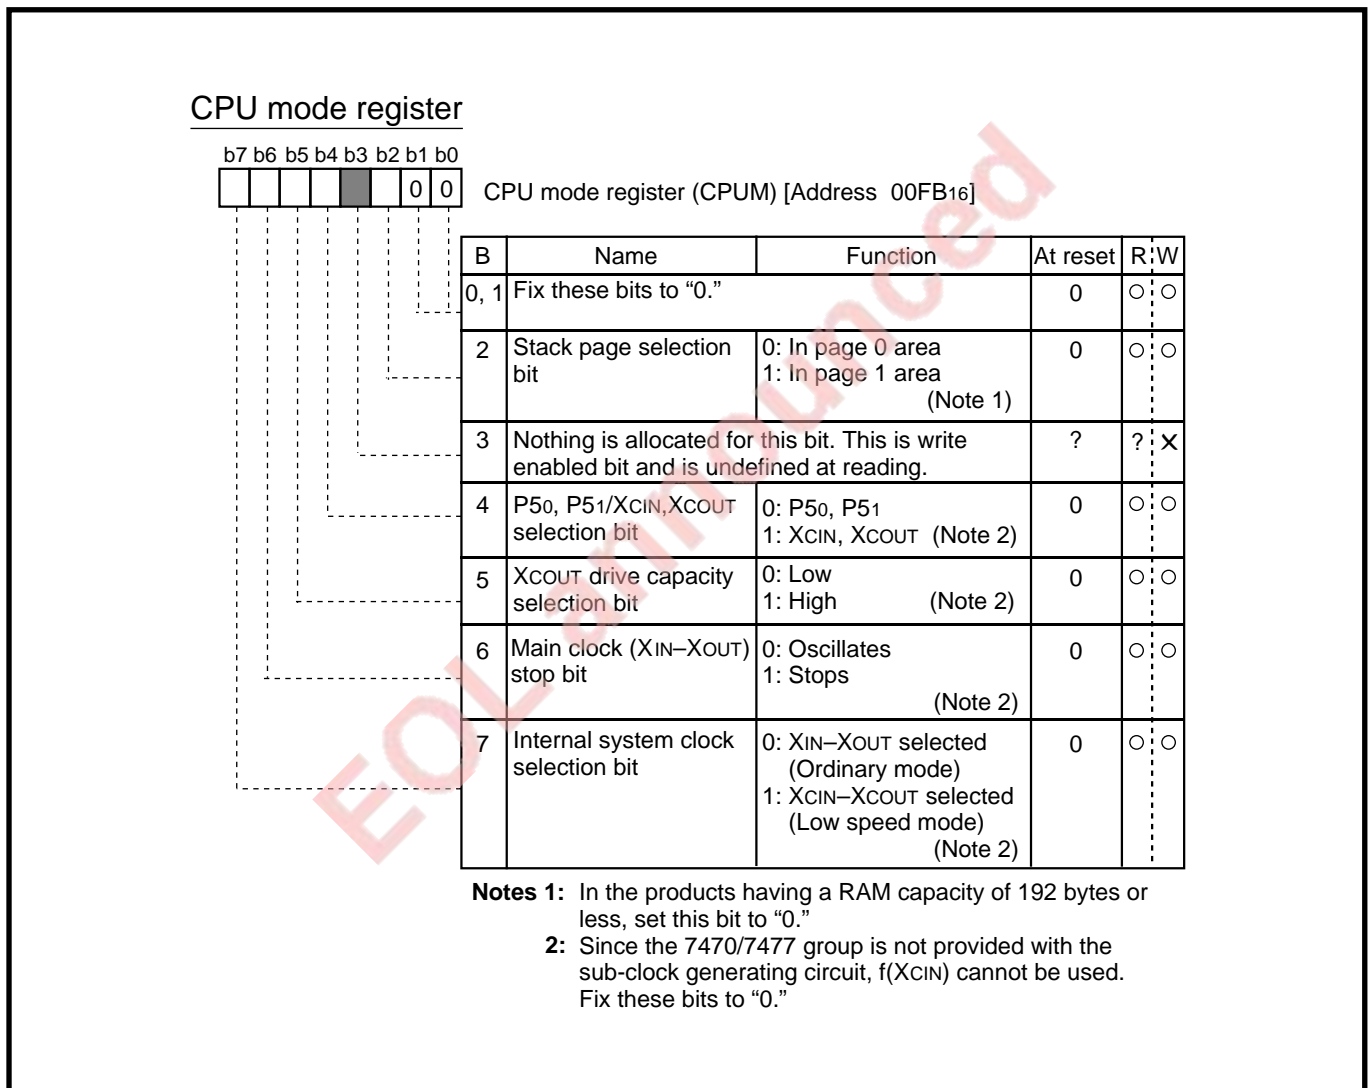 CPU mode register
b7 b6 b5 b4 b3 b2 b1 b0
0 0
CPU mode register (CPUM) [Address 00FB16]
B Name Function At reset R W
0, 1 Fix these bits to “0.” 0 ○ ○
2 Stack page selection bit 0: In page 0 area 0 ○ ○
1: In page 1 area
(Note 1)
3 Nothing is allocated for this bit. This is write ? ? ×
enabled bit and is undefined at reading.
4 P50, P51/XCIN,XCOUT selection bit 0: P50, P51 0 ○ ○
1: XCIN, XCOUT (Note 2)
5 XCOUT drive capacity selection bit 0: Low 0 ○ ○
1: High (Note 2)
6 Main clock (XIN–XOUT) stop bit 0: Oscillates 0 ○ ○
1: Stops
(Note 2)
7 Internal system clock selection bit 0: XIN–XOUT selected 0 ○ ○
(Ordinary mode)
1: XCIN–XCOUT selected
(Low speed mode)
(Note 2)
Notes 1: In the products having a RAM capacity of 192 bytes or
less, set this bit to “0.”
2: Since the 7470/7477 group is not provided with the
sub-clock generating circuit, f(XCIN) cannot be used.
Fix these bits to “0.”
EOL announced